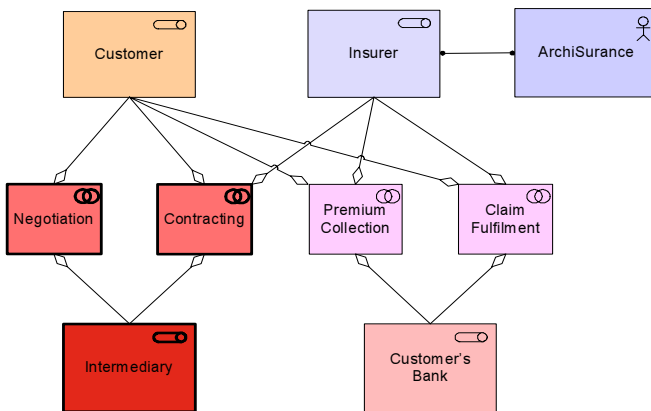 Customer
Insurer
ArchiSurance
Negotiation
Contracting
Premium
Collection
Claim
Fulfilment
Intermediary
Customer's
Bank